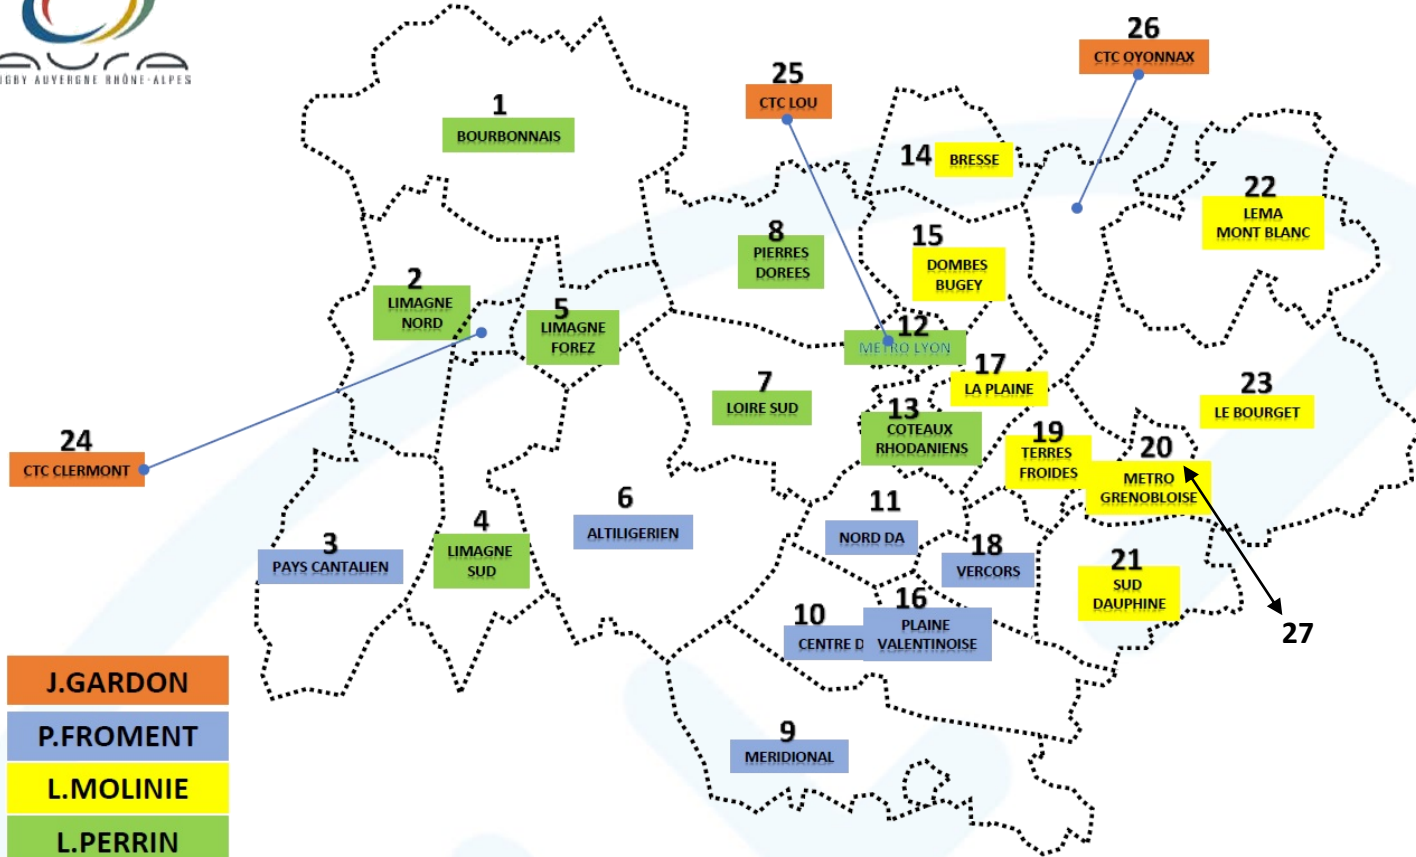 RUGBY AUVERGNE RHÔNE-ALPES
26
CTC OYONNAX
25
CTC LOU
1
BOURBONNAIS
14
BRESSE
22
LEMA
MONT BLANC
8
PIERRES
DOREES
15
DOMBES
BUGEY
2
LIMAGNE
NORD
5
LIMAGNE
FOREZ
12
METRO LYON
17
LA PLAINE
7
LOIRE SUD
23
LE BOURGET
13
COTEAUX
RHODANIENS
19
TERRES
FROIDES
20
METRO
GRENOBLOISE
24
CTC CLERMONT
6
ALTILIGERIEN
11
NORD DA
3
PAYS CANTALIEN
4
LIMAGNE
SUD
18
VERCORS
21
SUD
DAUPHINE
10
CENTRE D
16
PLAINE
VALENTINOISE
27
9
MERIDIONAL
J.GARDON
P.FROMENT
L.MOLINIE
L.PERRIN